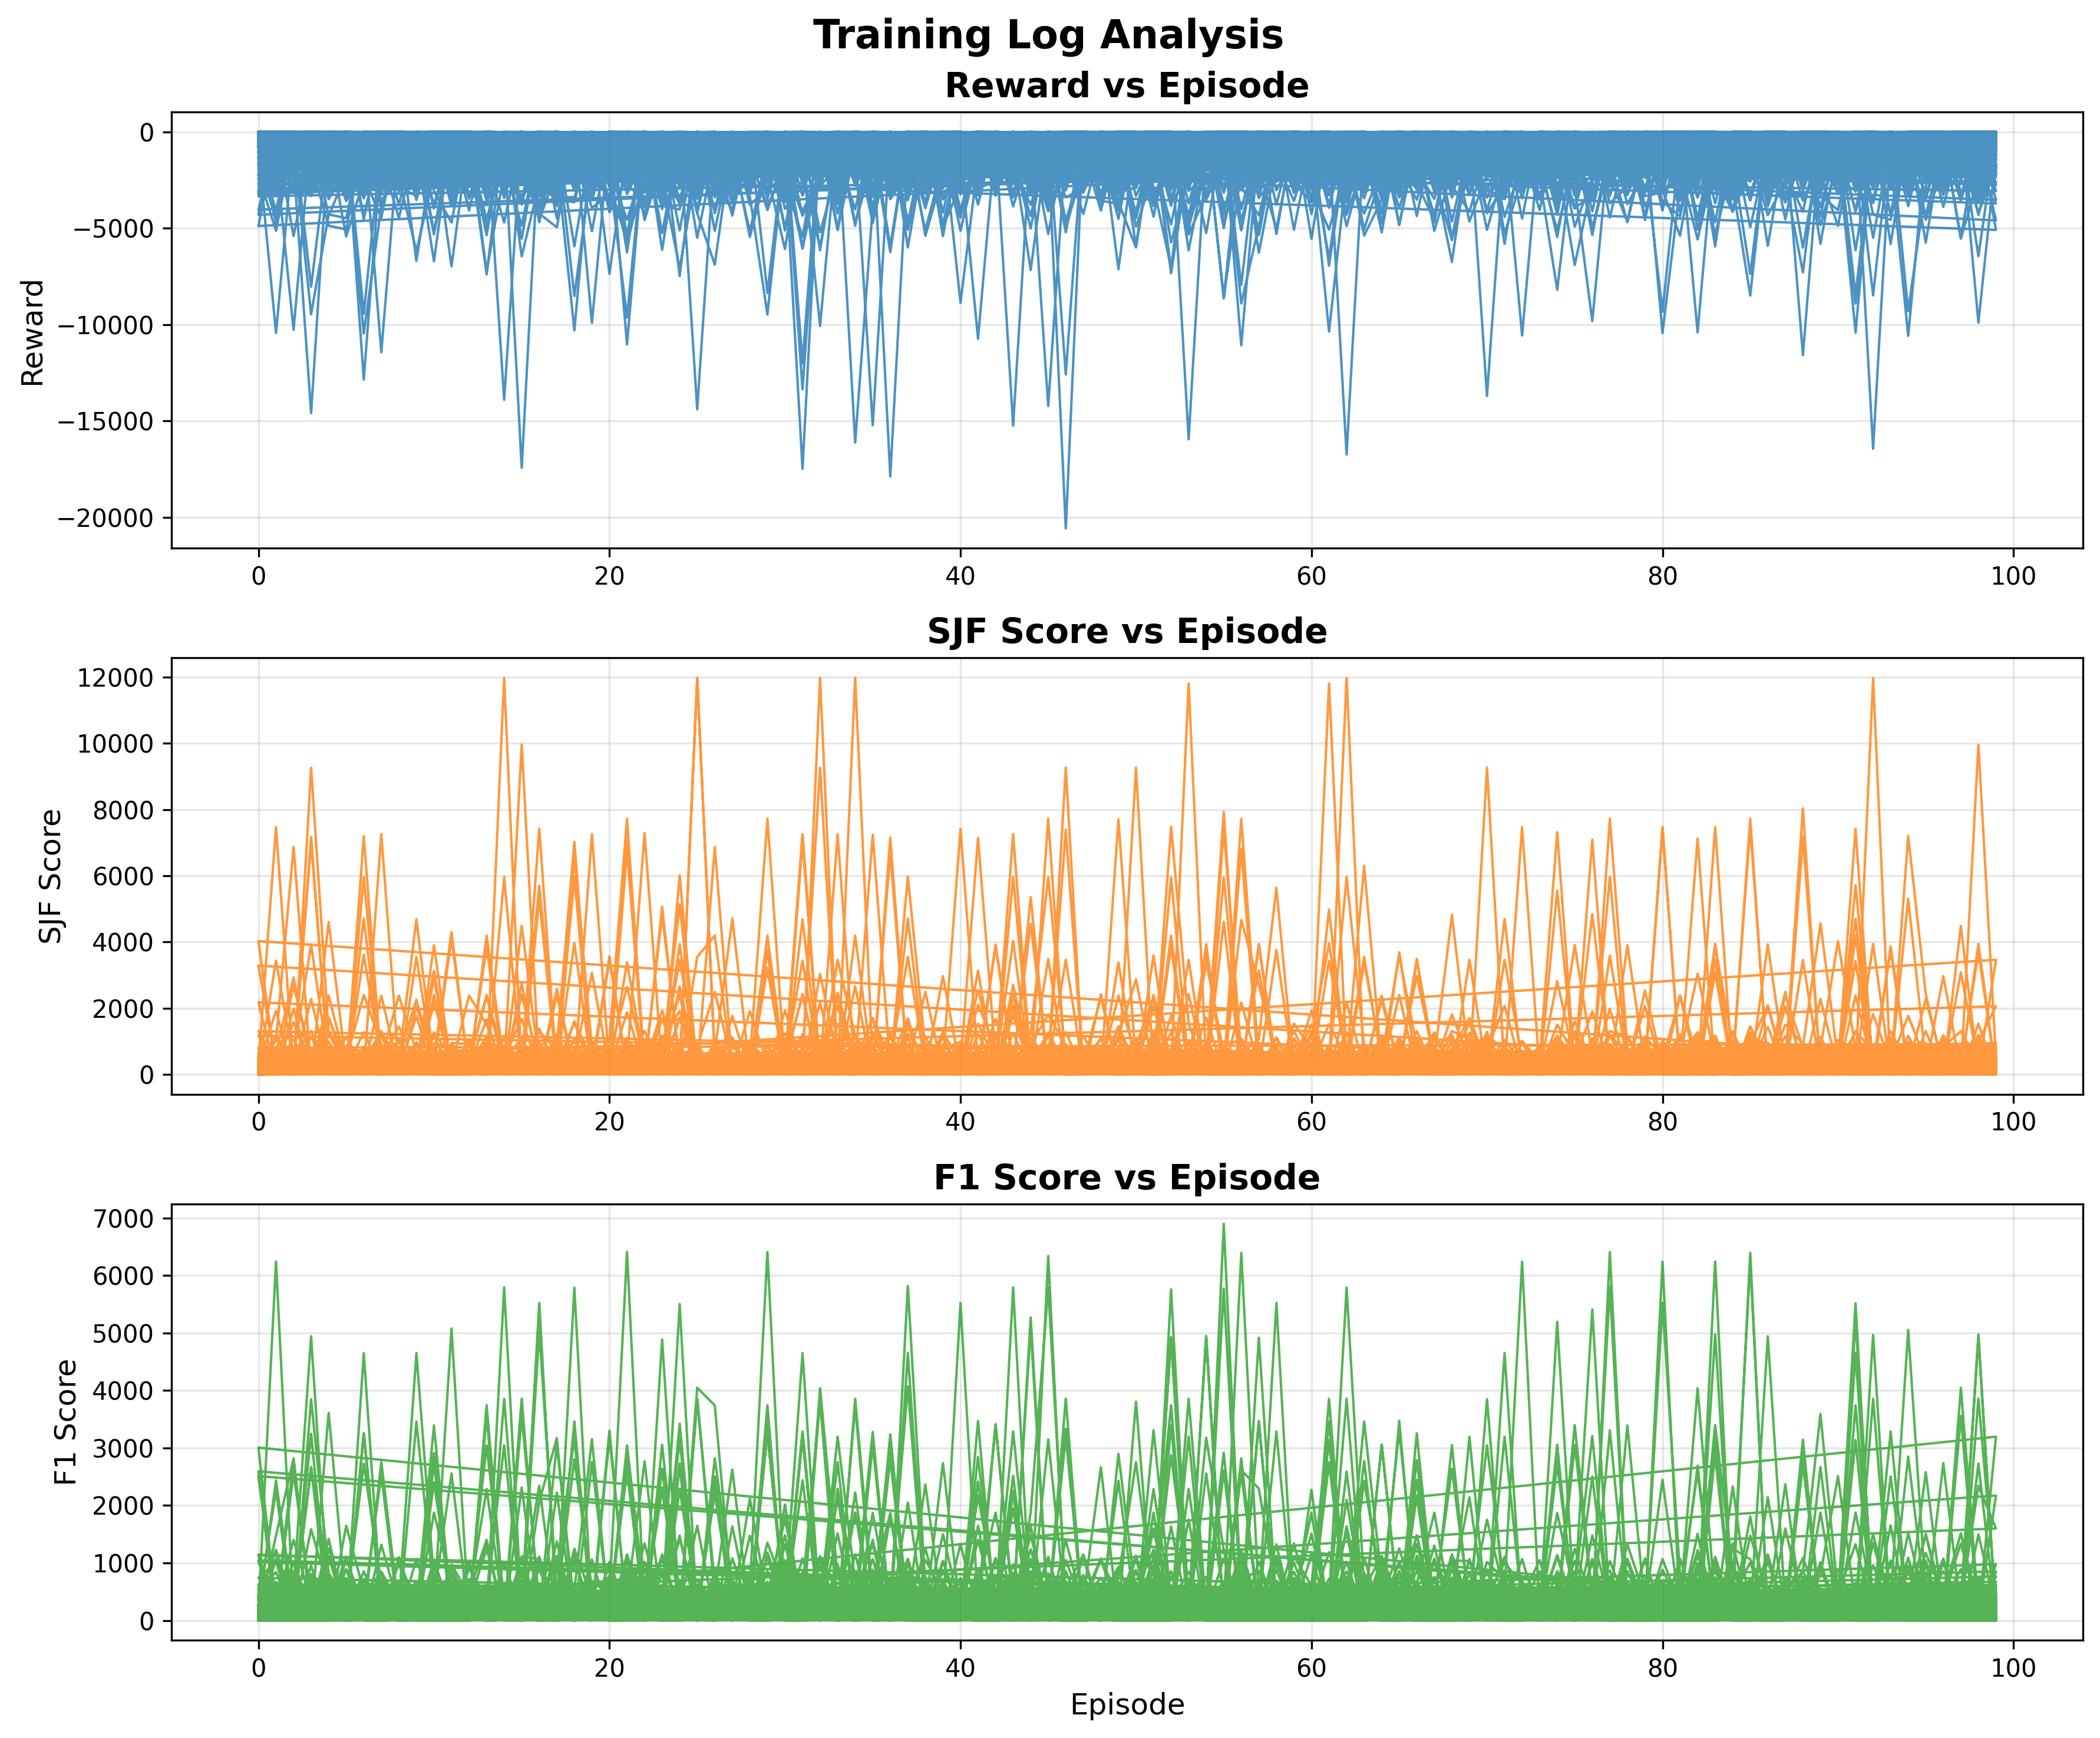 Training Log Analysis
Reward vs Episode
0
−5000
−10000
−15000
−20000
Reward
0 20 40 60 80 100
SJF Score vs Episode
12000
10000
8000
6000
4000
2000
0
SJF Score
0 20 40 60 80 100
F1 Score vs Episode
7000
6000
5000
4000
3000
2000
1000
0
F1 Score
0 20 40 60 80 100
Episode